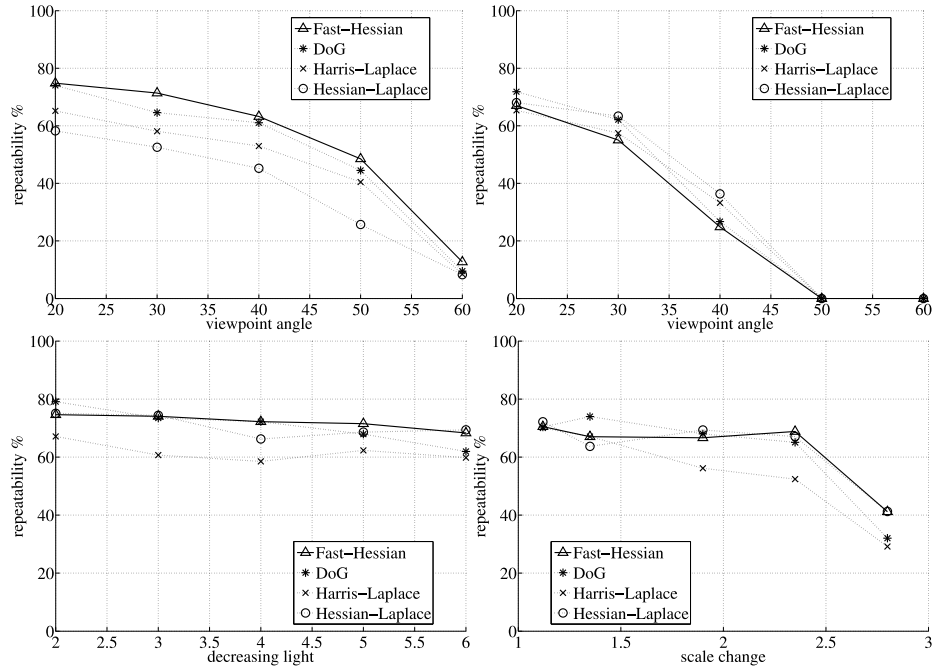 100
80
60
40
20
0
repeatability %
Fast-Hessian
DoG
Harris-Laplace
Hessian-Laplace
20 25 30 35 40 45 50 55 60
viewpoint angle
100
80
60
40
20
0
repeatability %
Fast-Hessian
DoG
Harris-Laplace
Hessian-Laplace
20 25 30 35 40 45 50 55 60
viewpoint angle
100
80
60
40
20
0
repeatability %
Fast-Hessian
DoG
Harris-Laplace
Hessian-Laplace
2 2.5 3 3.5 4 4.5 5 5.5 6
decreasing light
100
80
60
40
20
0
repeatability %
Fast-Hessian
DoG
Harris-Laplace
Hessian-Laplace
1 1.5 2 2.5 3
scale change